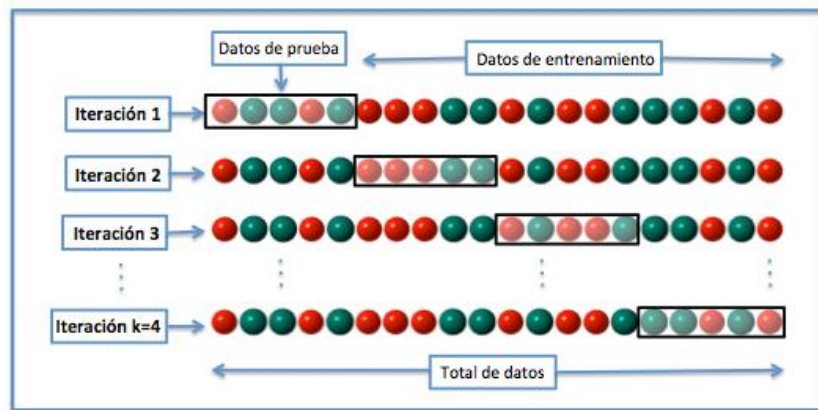 Datos de prueba
Datos de entrenamiento
Iteración 1
Iteración 2
Iteración 3
Iteración k=4
Total de datos